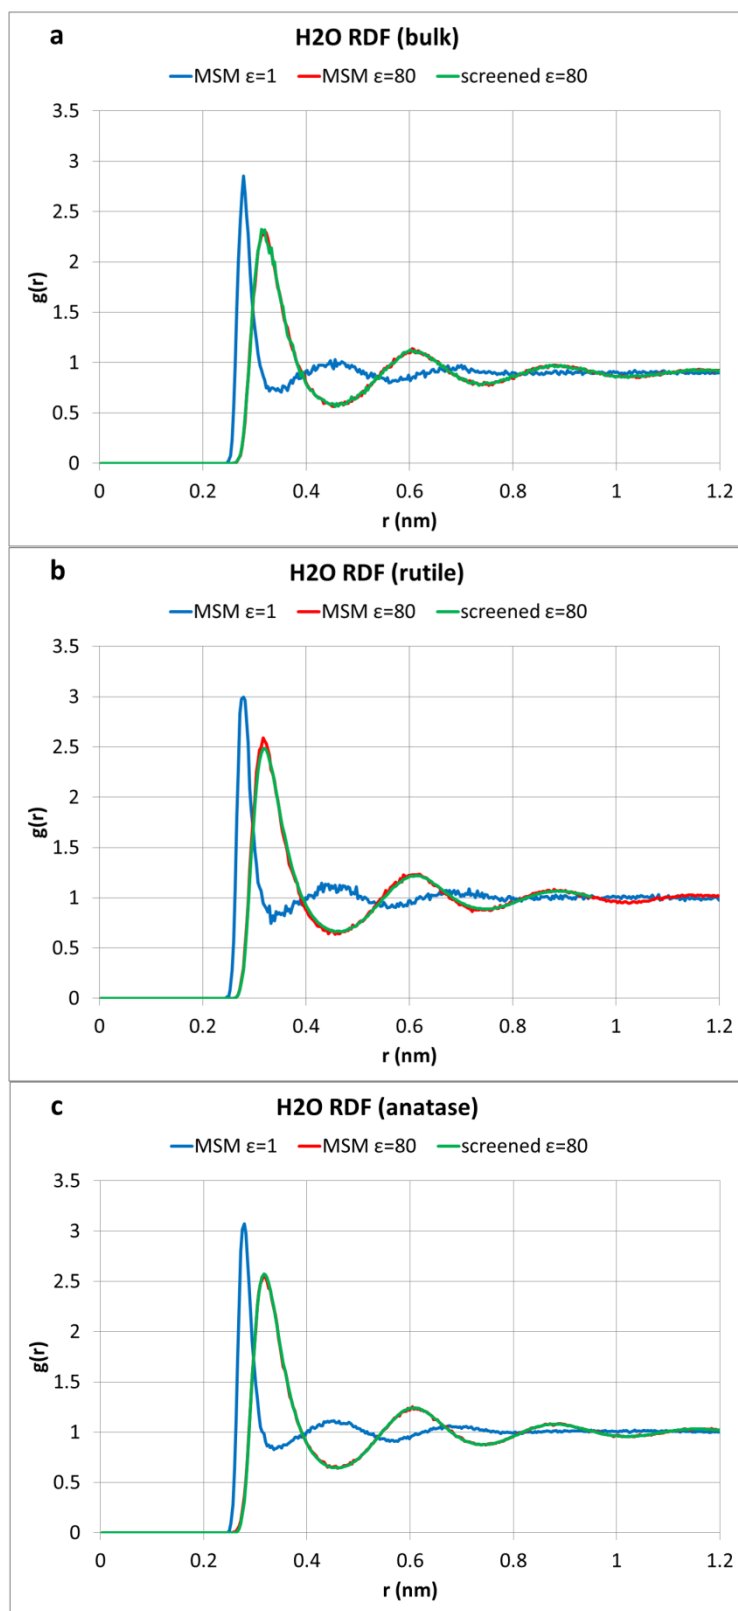 a
H2O RDF (bulk)
MSM ε=1 MSM ε=80 screened ε=80
3.5
3
2.5
2
1.5
1
0.5
0
g(r)
0 0.2 0.4 0.6 0.8 1 1.2
r (nm)
b
H2O RDF (rutile)
MSM ε=1 MSM ε=80 screened ε=80
3.5
3
2.5
2
1.5
1
0.5
0
g(r)
0 0.2 0.4 0.6 0.8 1 1.2
r (nm)
c
H2O RDF (anatase)
MSM ε=1 MSM ε=80 screened ε=80
3.5
3
2.5
2
1.5
1
0.5
0
g(r)
0 0.2 0.4 0.6 0.8 1 1.2
r (nm)